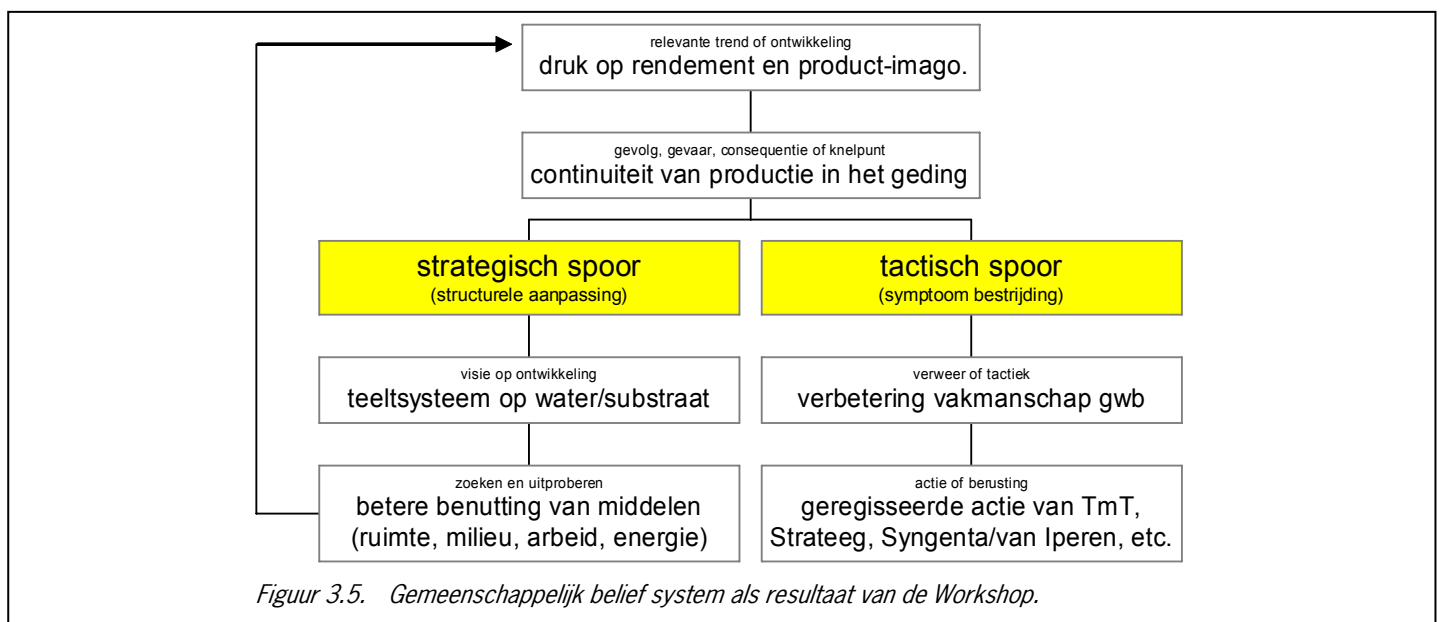 relevante trend of ontwikkeling
druk op rendement en product-imago.
gevolg, gevaar, consequentie of knelpunt
continuiteit van productie in het geding
strategisch spoor
(structurele aanpassing)
tactisch spoor
(symptoom bestrijding)
visie op ontwikkeling
teeltsysteem op water/substraat
verweer of tactiek
verbetering vakmanschap gwb
zoeken en uitproberen
betere benutting van middelen
(ruimte, milieu, arbeid, energie)
actie of berusting
geregisseerde actie van TmT,
Strateeg, Syngenta/van Iperen, etc.
Figuur 3.5. Gemeenschappelijk belief system als resultaat van de Workshop.